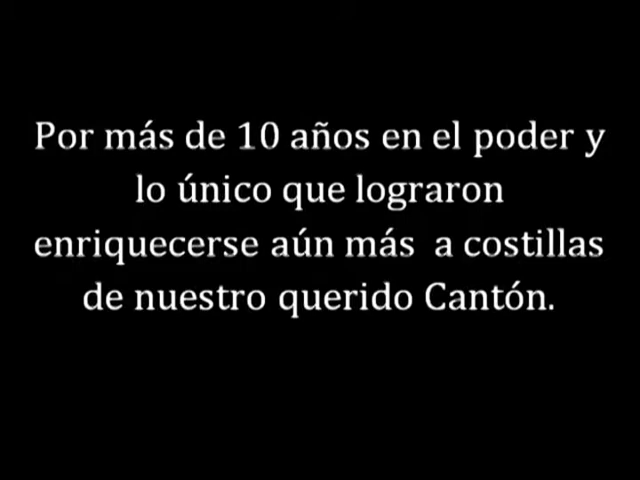 Por más de 10 años en el poder y
lo único que lograron
enriquecerse aún más  a costillas
de nuestro querido Cantón.